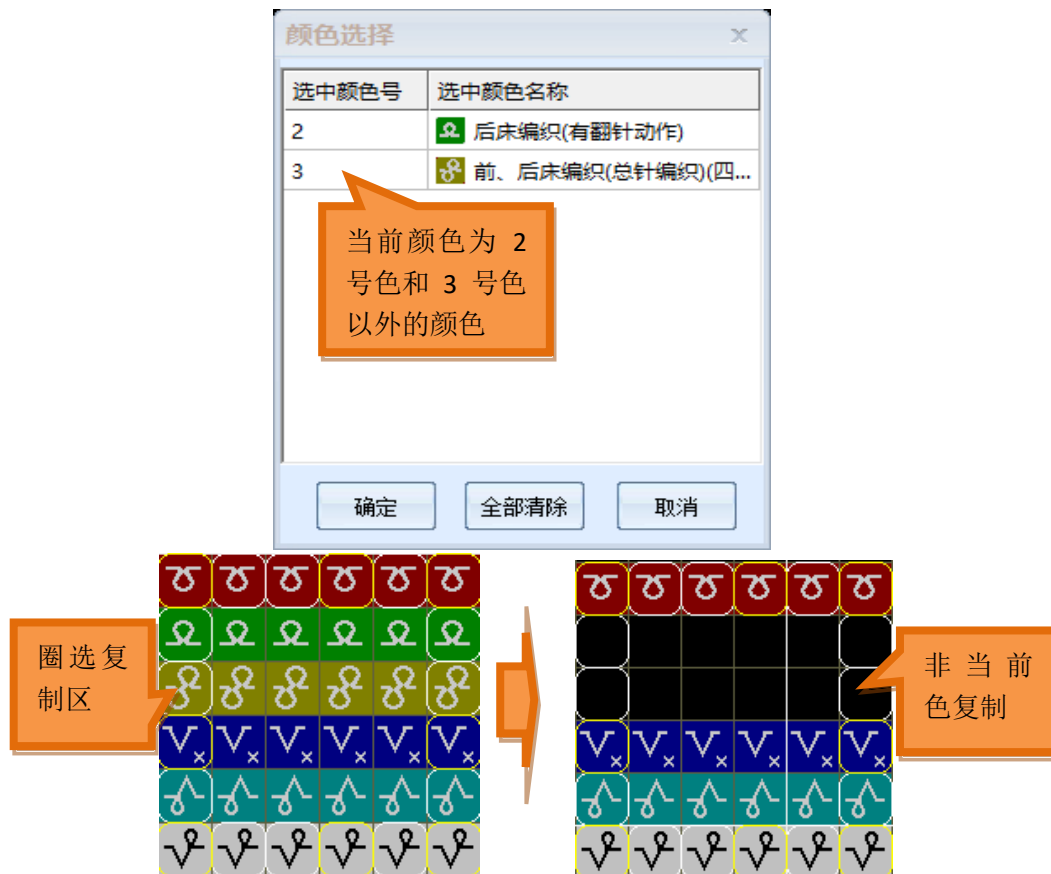 颜色选择
选中颜色号 选中颜色名称
2 后床编织(有翻针动作)
3 前、后床编织(总针编织)(四...
当前颜色为 2
号色和 3 号色
以外的颜色
确定 全部清除 取消
圈选复
制区
非当前
色复制